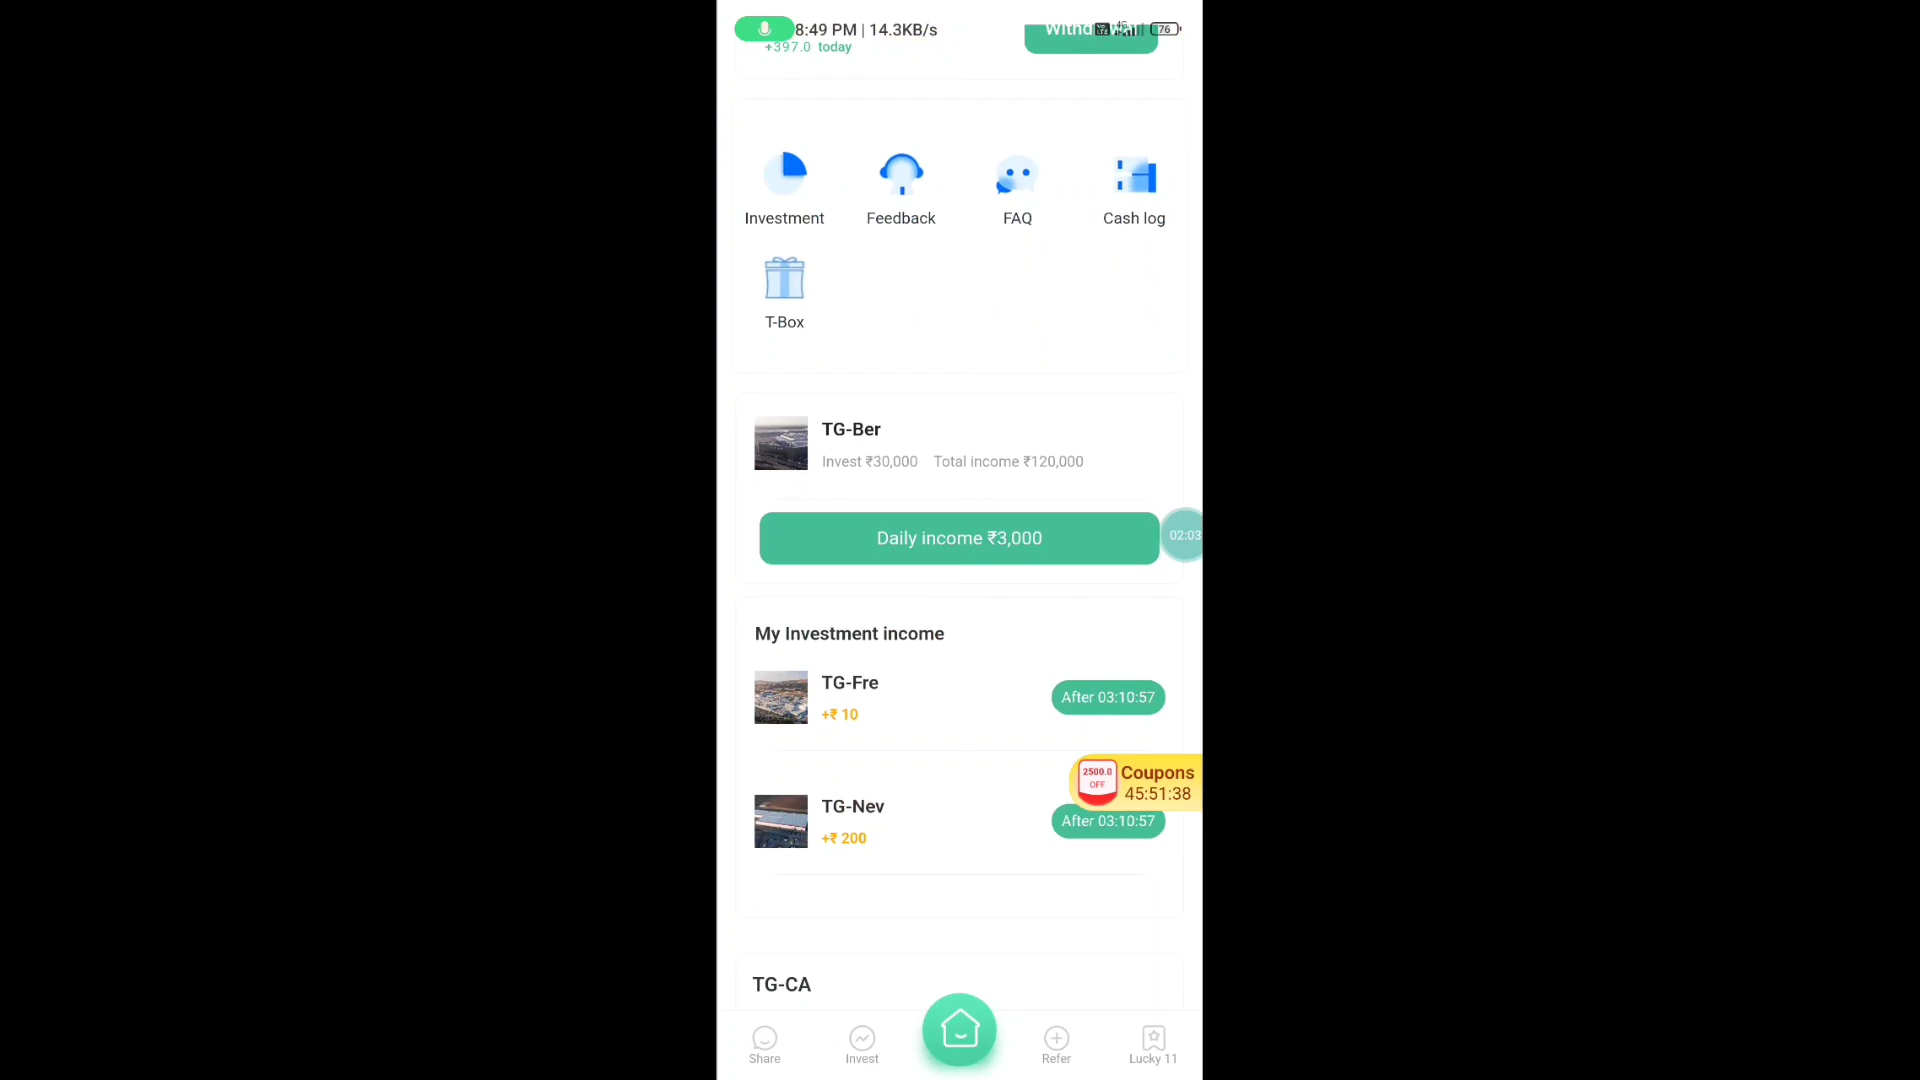 8:49 PM | 14.3KB/s
76
+397.0 today
Investment
Feedback
FAQ
Cash log
T-Box
TG-Ber
Invest ₹30,000 Total income ₹120,000
Daily income ₹3,000
02:03
My Investment income
TG-Fre
+₹ 10
After 03:10:57
2500.0
OFF
Coupons
45:51:38
TG-Nev
+₹ 200
After 03:10:57
TG-CA
Share
Invest
Refer
Lucky 11